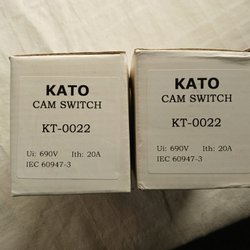 KATO
CAM SWITCH
KT-0022
Ui: 690V Ith: 20A
IEC 60947-3
KATO
CAM SWITCH
KT-0022
Ui: 690V Ith: 20A
IEC 60947-3